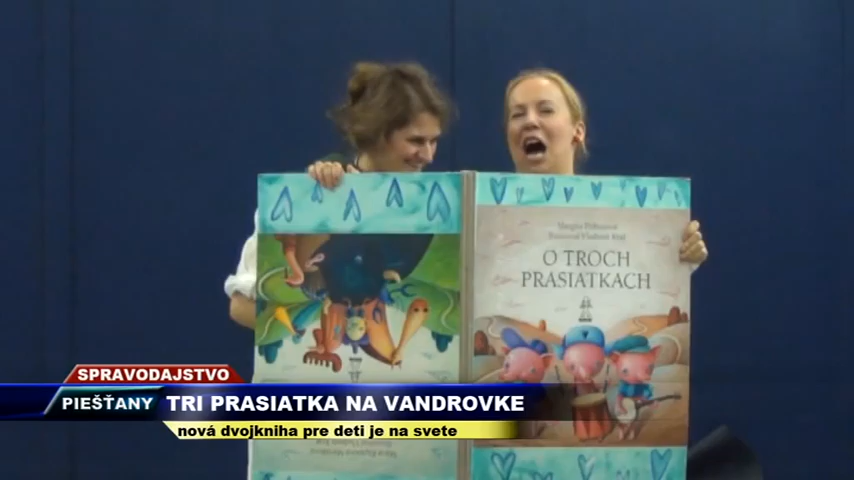 O TROCH
PRASIATKACH
SPRAVODAJSTVO
PIEŠŤANY
TRI PRASIATKA NA VANDROVKE
nová dvojkniha pre deti je na svete